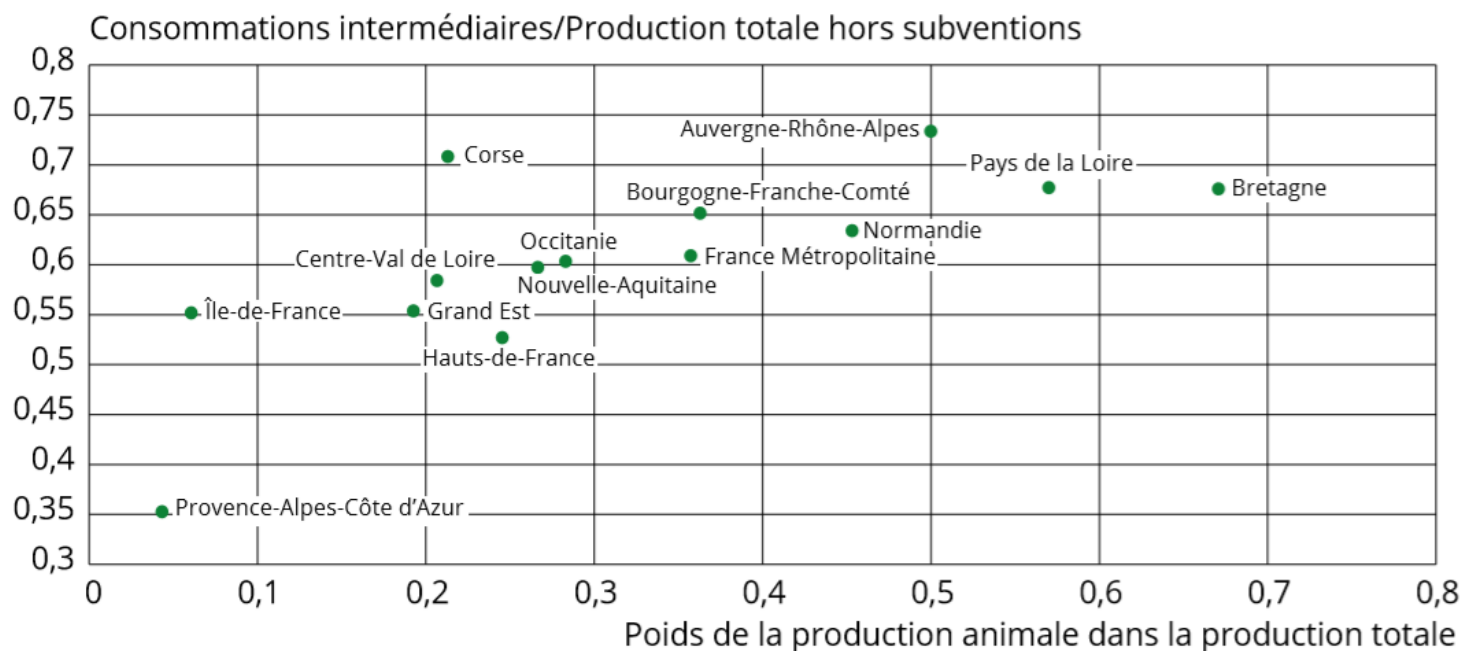 Consommations intermédiaires/Production totale hors subventions
0,8
0,75
Auvergne-Rhône-Alpes
0,7
Corse
Pays de la Loire
Bourgogne-Franche-Comté
Bretagne
0,65
Occitanie
Normandie
Centre-Val de Loire
France Métropolitaine
0,6
Nouvelle-Aquitaine
Île-de-France
Grand Est
0,55
Hauts-de-France
0,5
0,45
0,4
Provence-Alpes-Côte d’Azur
0,35
0,3
0 0,1 0,2 0,3 0,4 0,5 0,6 0,7 0,8
Poids de la production animale dans la production totale